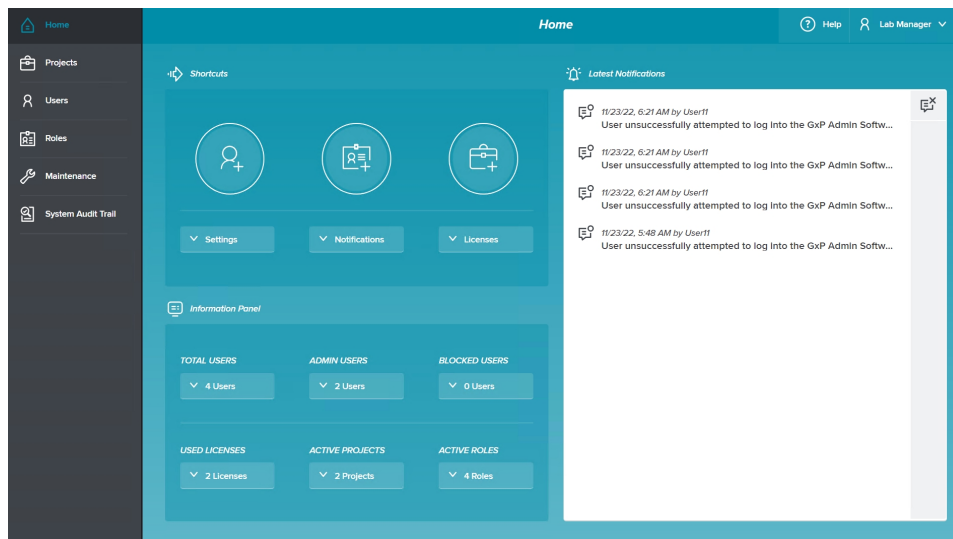 Home
Home
Help
Lab Manager
Projects
Users
Roles
Maintenance
System Audit Trail
Shortcuts
Settings
Notifications
Licenses
Information Panel
TOTAL USERS
ADMIN USERS
BLOCKED USERS
4 Users
2 Users
0 Users
USED LICENSES
ACTIVE PROJECTS
ACTIVE ROLES
2 Licenses
2 Projects
4 Roles
Latest Notifications
11/23/22, 6:21 AM by User11
User unsuccessfully attempted to log into the GxP Admin Softw...
11/23/22, 6:21 AM by User11
User unsuccessfully attempted to log into the GxP Admin Softw...
11/23/22, 6:21 AM by User11
User unsuccessfully attempted to log into the GxP Admin Softw...
11/23/22, 5:48 AM by User11
User unsuccessfully attempted to log into the GxP Admin Softw...